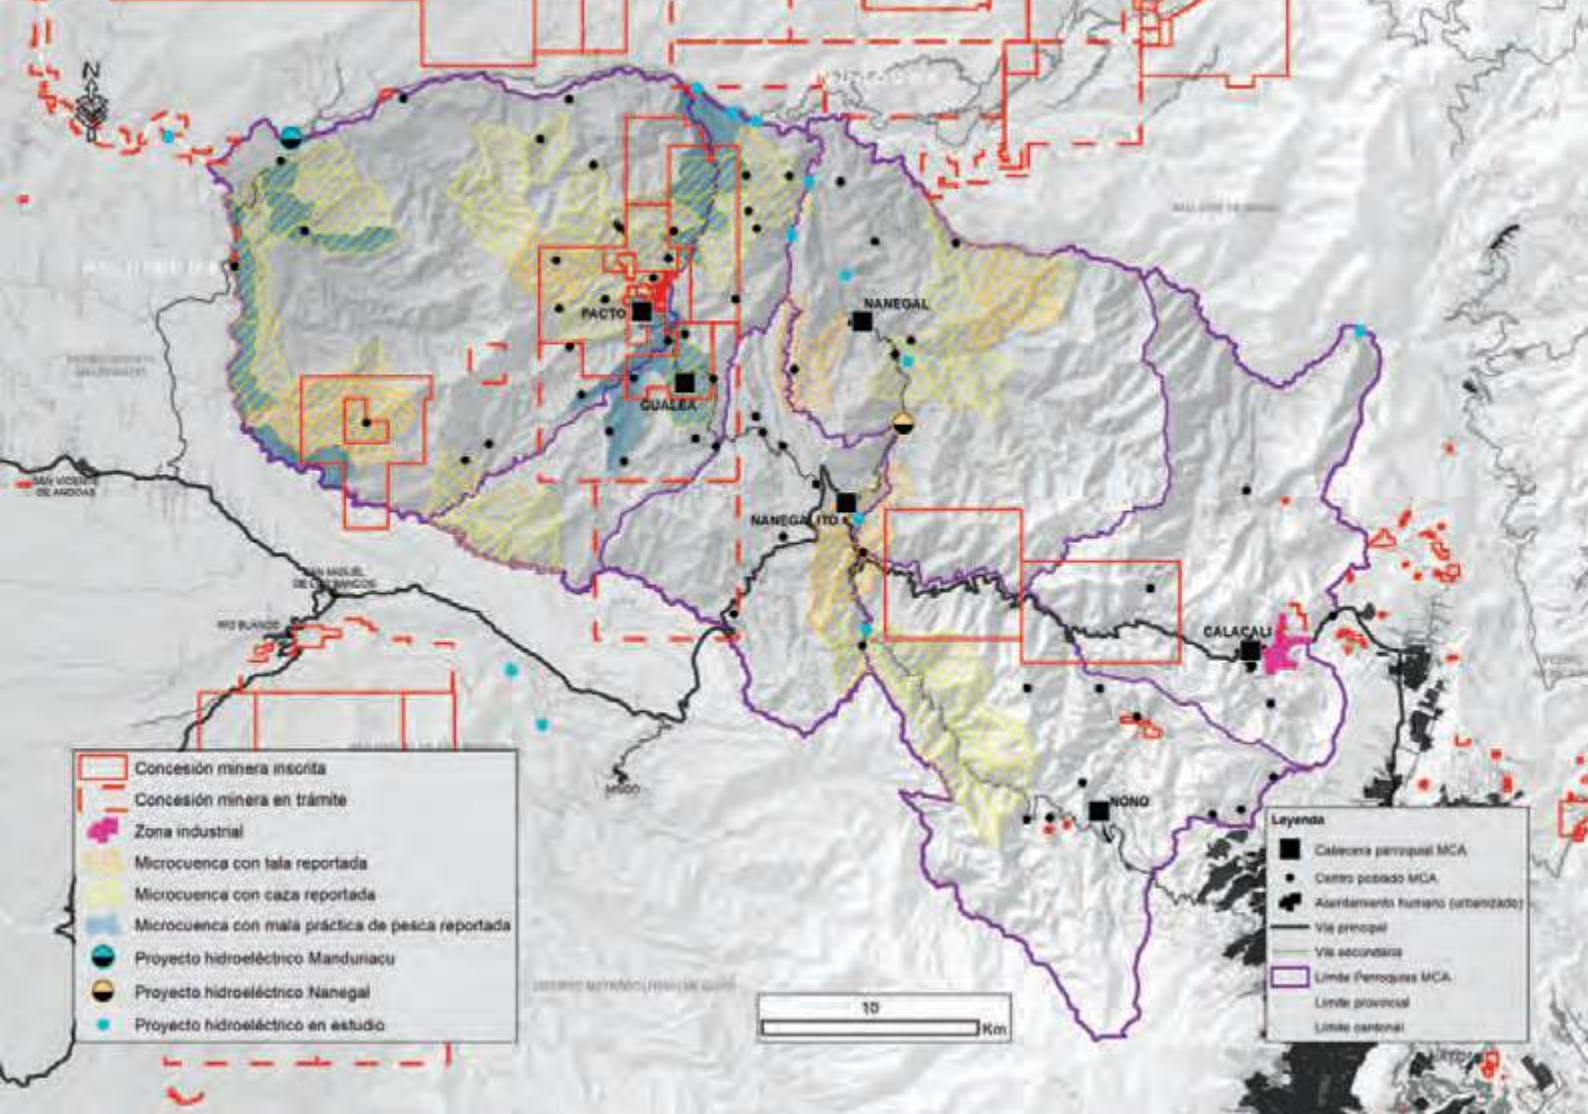 N
NANEGAL
PACTO
GUALEA
SAN VICENTE
DE ANDOAS
NANEGALITO
SAN MIGUEL
DE LOS BANCOS
RIO BLANCO
CALACALI
MINDO
NONO
Concesión minera inscrita
Concesión minera en trámite
Zona industrial
Microcuenca con tala reportada
Microcuenca con caza reportada
Microcuenca con mala práctica de pesca reportada
Proyecto hidroeléctrico Manduriacu
Proyecto hidroeléctrico Nanegal
Proyecto hidroeléctrico en estudio
10
Km
Leyenda
Cabecera parroquial MCA
Centro poblado MCA
Asentamiento humano (urbanizado)
Vía principal
Vía secundaria
Límite Parroquias MCA
Límite provincial
Límite cantonal